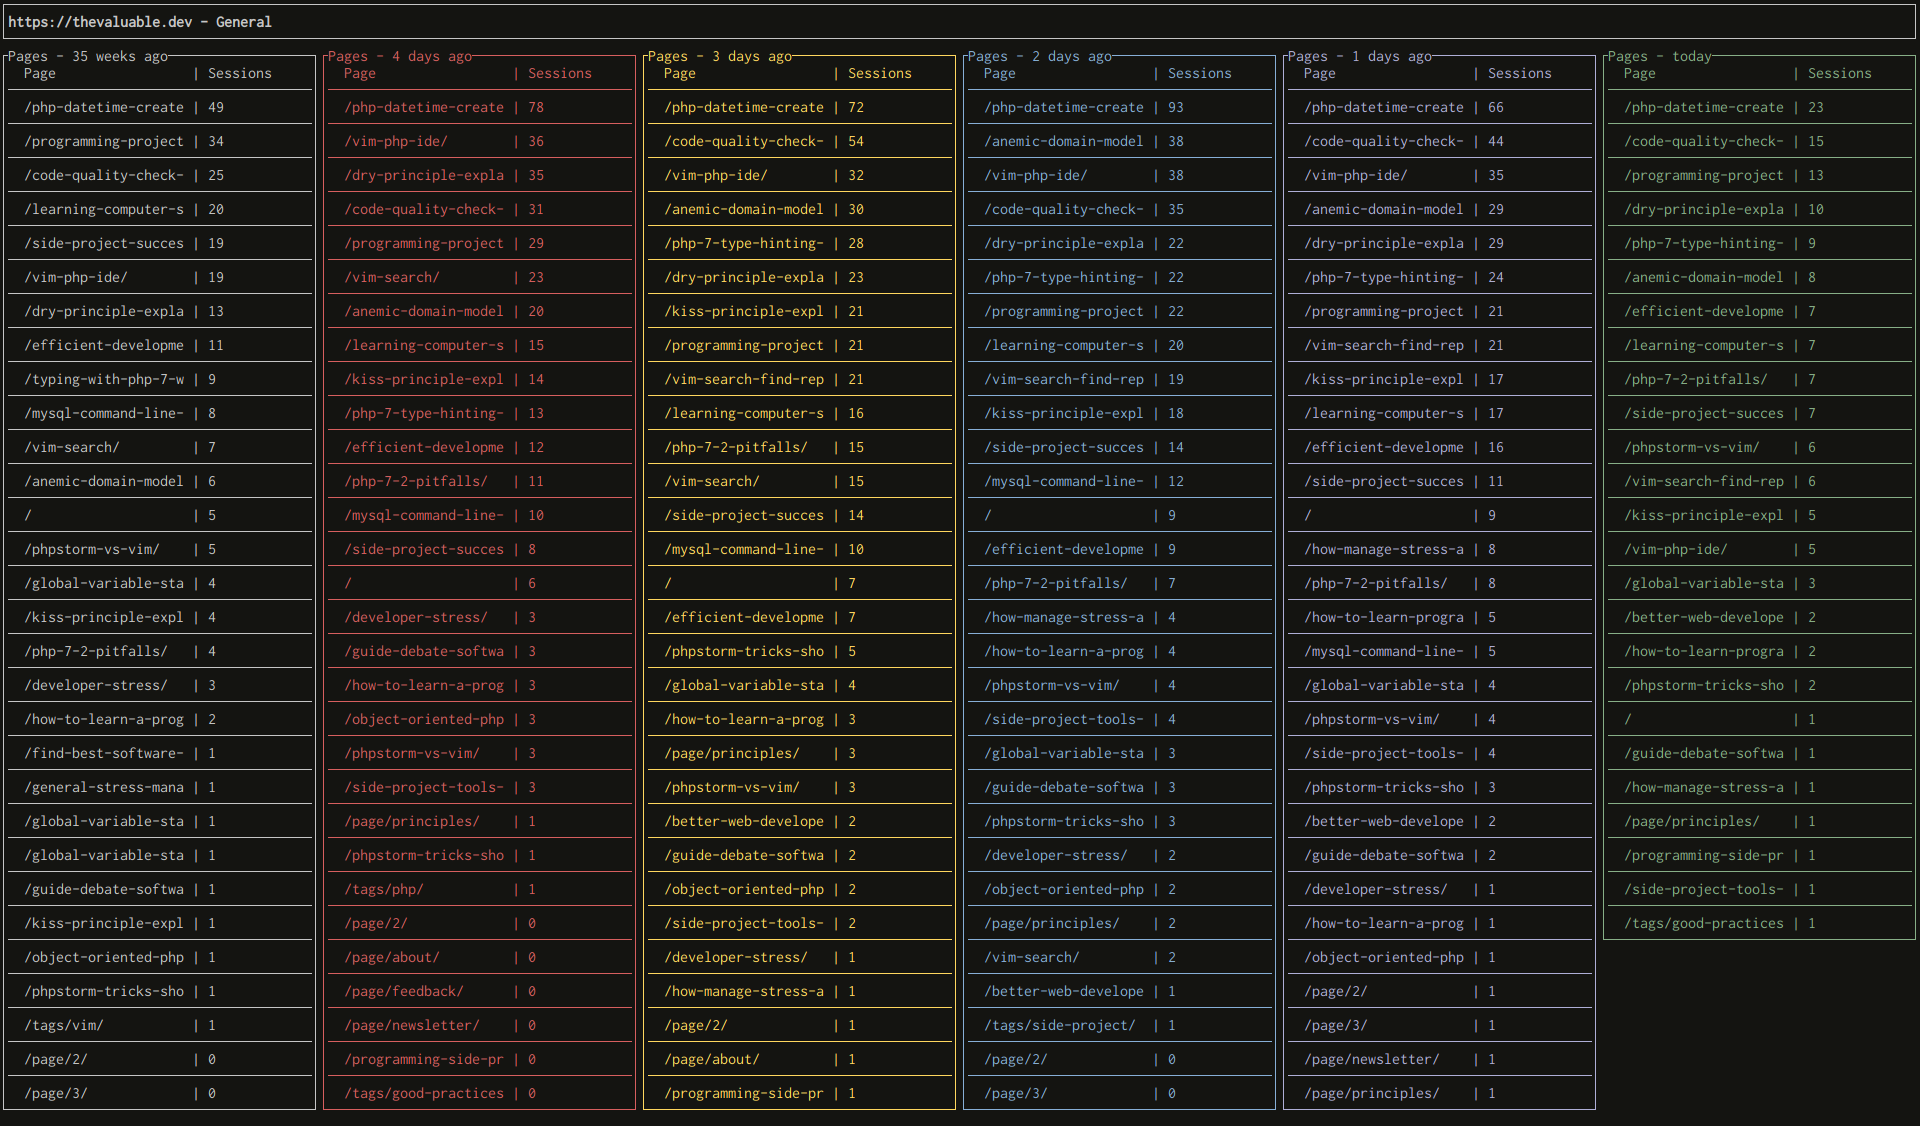 https://thevaluable.dev - General
Pages - 35 weeks ago
Page | Sessions
/php-datetime-create | 49
/programming-project | 34
/code-quality-check- | 25
/learning-computer-s | 20
/side-project-succes | 19
/vim-php-ide/ | 19
/dry-principle-expla | 13
/efficient-developme | 11
/typing-with-php-7-w | 9
/mysql-command-line- | 8
/vim-search/ | 7
/anemic-domain-model | 6
/ | 5
/phpstorm-vs-vim/ | 5
/global-variable-sta | 4
/kiss-principle-expl | 4
/php-7-2-pitfalls/ | 4
/developer-stress/ | 3
/how-to-learn-a-prog | 2
/find-best-software- | 1
/general-stress-mana | 1
/global-variable-sta | 1
/global-variable-sta | 1
/guide-debate-softwa | 1
/kiss-principle-expl | 1
/object-oriented-php | 1
/phpstorm-tricks-sho | 1
/tags/vim/ | 1
/page/2/ | 0
/page/3/ | 0
Pages - 4 days ago
Page | Sessions
/php-datetime-create | 78
/vim-php-ide/ | 36
/dry-principle-expla | 35
/code-quality-check- | 31
/programming-project | 29
/vim-search/ | 23
/anemic-domain-model | 20
/learning-computer-s | 15
/kiss-principle-expl | 14
/php-7-type-hinting- | 13
/efficient-developme | 12
/php-7-2-pitfalls/ | 11
/mysql-command-line- | 10
/side-project-succes | 8
/ | 6
/developer-stress/ | 3
/guide-debate-softwa | 3
/how-to-learn-a-prog | 3
/object-oriented-php | 3
/phpstorm-vs-vim/ | 3
/side-project-tools- | 3
/page/principles/ | 1
/phpstorm-tricks-sho | 1
/tags/php/ | 1
/page/2/ | 0
/page/about/ | 0
/page/feedback/ | 0
/page/newsletter/ | 0
/programming-side-pr | 0
/tags/good-practices | 0
Pages - 3 days ago
Page | Sessions
/php-datetime-create | 72
/code-quality-check- | 54
/vim-php-ide/ | 32
/anemic-domain-model | 30
/php-7-type-hinting- | 28
/dry-principle-expla | 23
/kiss-principle-expl | 21
/programming-project | 21
/vim-search-find-rep | 21
/learning-computer-s | 16
/php-7-2-pitfalls/ | 15
/vim-search/ | 15
/side-project-succes | 14
/mysql-command-line- | 10
/ | 7
/efficient-developme | 7
/phpstorm-tricks-sho | 5
/global-variable-sta | 4
/how-to-learn-a-prog | 3
/page/principles/ | 3
/phpstorm-vs-vim/ | 3
/better-web-develope | 2
/guide-debate-softwa | 2
/object-oriented-php | 2
/side-project-tools- | 2
/developer-stress/ | 1
/how-manage-stress-a | 1
/page/2/ | 1
/page/about/ | 1
/programming-side-pr | 1
Pages - 2 days ago
Page | Sessions
/php-datetime-create | 93
/anemic-domain-model | 38
/vim-php-ide/ | 38
/code-quality-check- | 35
/dry-principle-expla | 22
/php-7-type-hinting- | 22
/programming-project | 22
/learning-computer-s | 20
/vim-search-find-rep | 19
/kiss-principle-expl | 18
/side-project-succes | 14
/mysql-command-line- | 12
/ | 9
/efficient-developme | 9
/php-7-2-pitfalls/ | 7
/how-manage-stress-a | 4
/how-to-learn-a-prog | 4
/phpstorm-vs-vim/ | 4
/side-project-tools- | 4
/global-variable-sta | 3
/guide-debate-softwa | 3
/phpstorm-tricks-sho | 3
/developer-stress/ | 2
/object-oriented-php | 2
/page/principles/ | 2
/vim-search/ | 2
/better-web-develope | 1
/tags/side-project/ | 1
/page/2/ | 0
/page/3/ | 0
Pages - 1 days ago
Page | Sessions
/php-datetime-create | 66
/code-quality-check- | 44
/vim-php-ide/ | 35
/anemic-domain-model | 29
/dry-principle-expla | 29
/php-7-type-hinting- | 24
/programming-project | 21
/vim-search-find-rep | 21
/kiss-principle-expl | 17
/learning-computer-s | 17
/efficient-developme | 16
/side-project-succes | 11
/ | 9
/how-manage-stress-a | 8
/php-7-2-pitfalls/ | 8
/how-to-learn-progra | 5
/mysql-command-line- | 5
/global-variable-sta | 4
/phpstorm-vs-vim/ | 4
/side-project-tools- | 4
/phpstorm-tricks-sho | 3
/better-web-develope | 2
/guide-debate-softwa | 2
/developer-stress/ | 1
/how-to-learn-a-prog | 1
/object-oriented-php | 1
/page/2/ | 1
/page/3/ | 1
/page/newsletter/ | 1
/page/principles/ | 1
Pages - today
Page | Sessions
/php-datetime-create | 23
/code-quality-check- | 15
/programming-project | 13
/dry-principle-expla | 10
/php-7-type-hinting- | 9
/anemic-domain-model | 8
/efficient-developme | 7
/learning-computer-s | 7
/php-7-2-pitfalls/ | 7
/side-project-succes | 7
/phpstorm-vs-vim/ | 6
/vim-search-find-rep | 6
/kiss-principle-expl | 5
/vim-php-ide/ | 5
/global-variable-sta | 3
/better-web-develope | 2
/how-to-learn-progra | 2
/phpstorm-tricks-sho | 2
/ | 1
/guide-debate-softwa | 1
/how-manage-stress-a | 1
/page/principles/ | 1
/programming-side-pr | 1
/side-project-tools- | 1
/tags/good-practices | 1